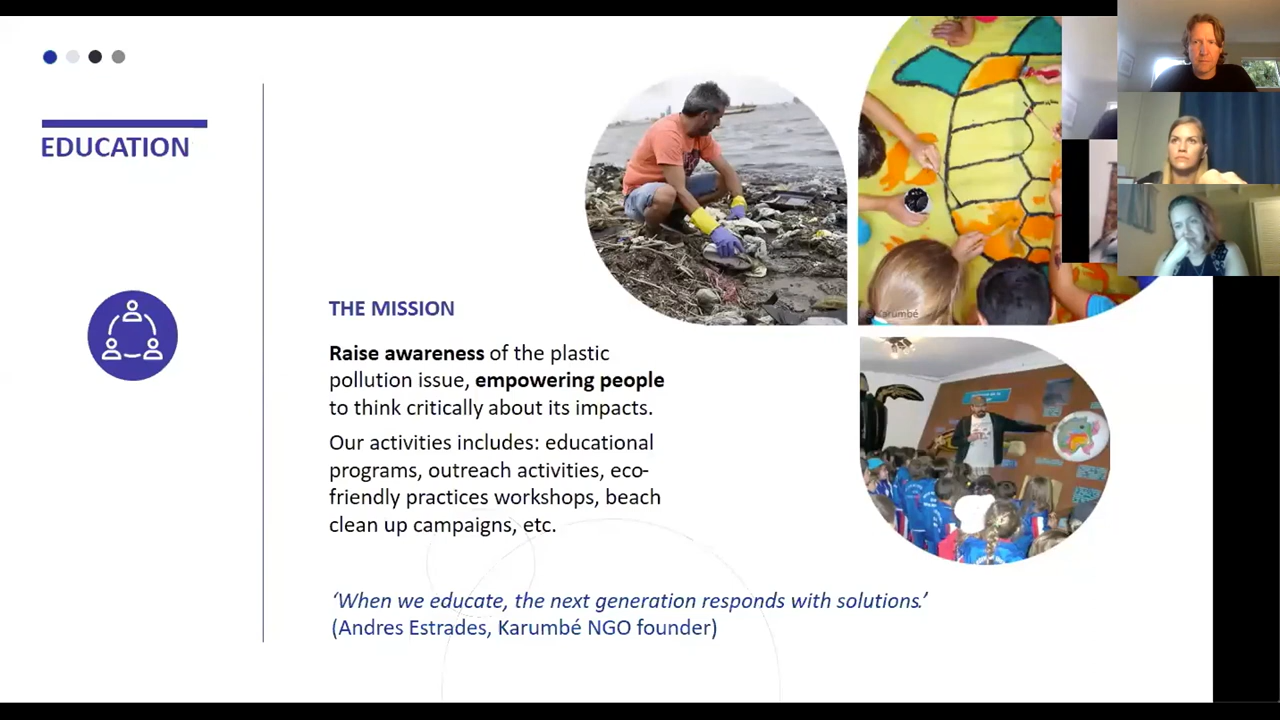 EDUCATION
THE MISSION
Raise awareness of the plastic
pollution issue, empowering people
to think critically about its impacts.
Our activities includes: educational
programs, outreach activities, eco-
friendly practices workshops, beach
clean up campaigns, etc.
‘When we educate, the next generation responds with solutions.’
(Andres Estrades, Karumbé NGO founder)
Karumbé